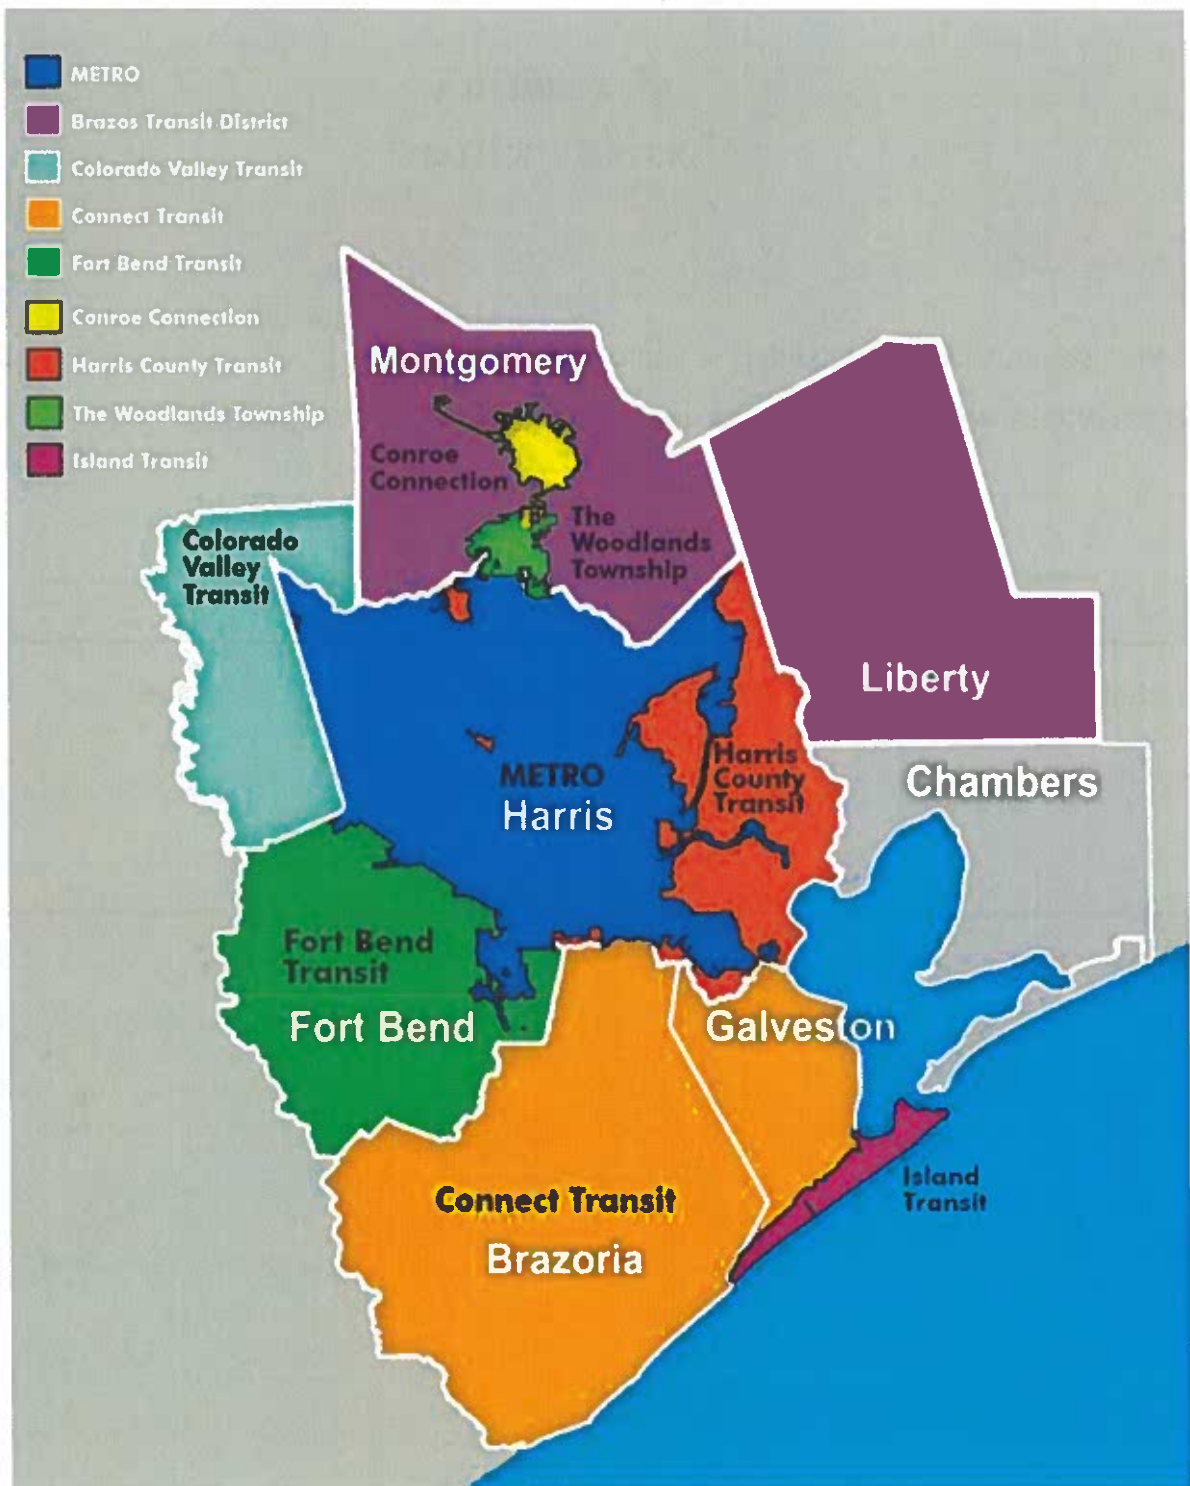 METRO
Brazos Transit District
Colorado Valley Transit
Connect Transit
Fort Bend Transit
Conroe Connection
Harris County Transit
The Woodlands Township
Island Transit
Montgomery
Conroe
Connection
The
Woodlands
Township
Colorado
Valley
Transit
Liberty
Harris
County
Transit
METRO
Harris
Chambers
Fort Bend
Transit
Fort Bend
Galveston
Island
Transit
Connect Transit
Brazoria